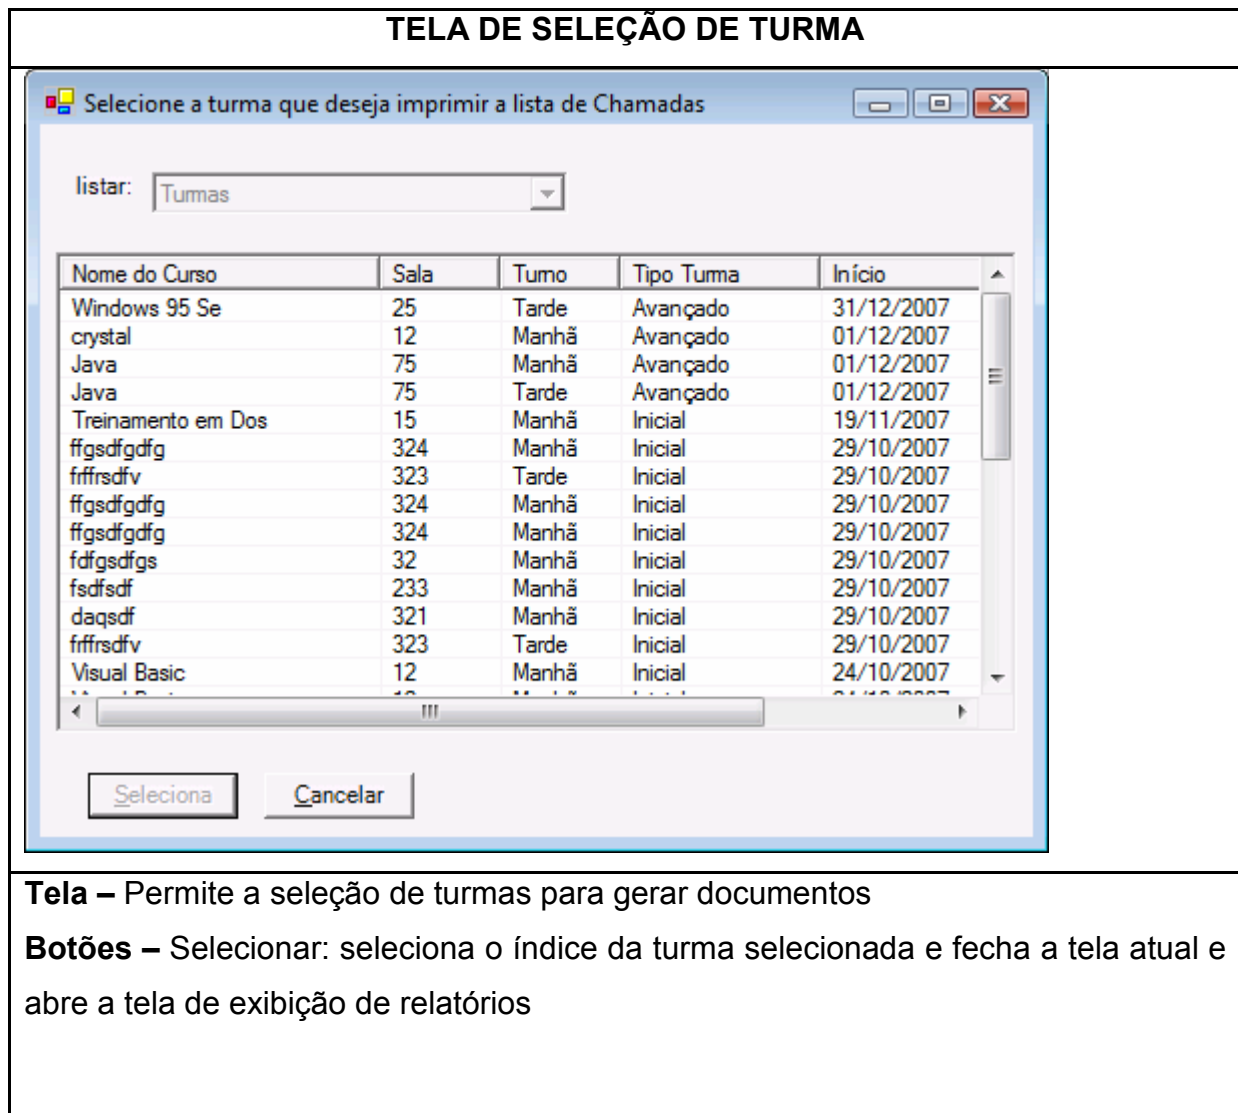 TELA DE SELEÇÃO DE TURMA
Selecione a turma que deseja imprimir a lista de Chamadas
listar: Turmas
Nome do Curso Sala Turno Tipo Turma Início
Windows 95 Se 25 Tarde Avançado 31/12/2007
crystal 12 Manhã Avançado 01/12/2007
Java 75 Manhã Avançado 01/12/2007
Java 75 Tarde Avançado 01/12/2007
Treinamento em Dos 15 Manhã Inicial 19/11/2007
ffgsdfgdfg 324 Manhã Inicial 29/10/2007
frffrsdfv 323 Tarde Inicial 29/10/2007
ffgsdfgdfg 324 Manhã Inicial 29/10/2007
ffgsdfgdfg 324 Manhã Inicial 29/10/2007
fdfgsdfgs 32 Manhã Inicial 29/10/2007
fsdfsdf 233 Manhã Inicial 29/10/2007
daqsdf 321 Manhã Inicial 29/10/2007
frffrsdfv 323 Tarde Inicial 29/10/2007
Visual Basic 12 Manhã Inicial 24/10/2007
Seleciona Cancelar
Tela – Permite a seleção de turmas para gerar documentos
Botões – Selecionar: seleciona o índice da turma selecionada e fecha a tela atual e
abre a tela de exibição de relatórios